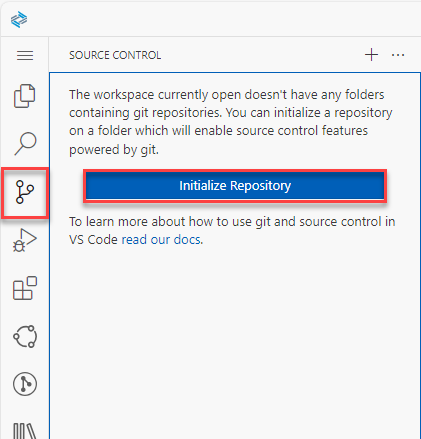 SOURCE CONTROL
The workspace currently open doesn't have any folders
containing git repositories. You can initialize a repository
on a folder which will enable source control features
powered by git.
Initialize Repository
To learn more about how to use git and source control in
VS Code read our docs.